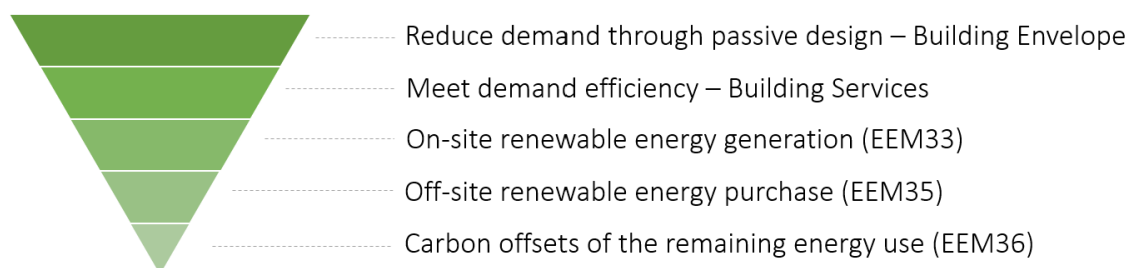 Reduce demand through passive design – Building Envelope
Meet demand efficiency – Building Services
On-site renewable energy generation (EEM33)
Off-site renewable energy purchase (EEM35)
Carbon offsets of the remaining energy use (EEM36)